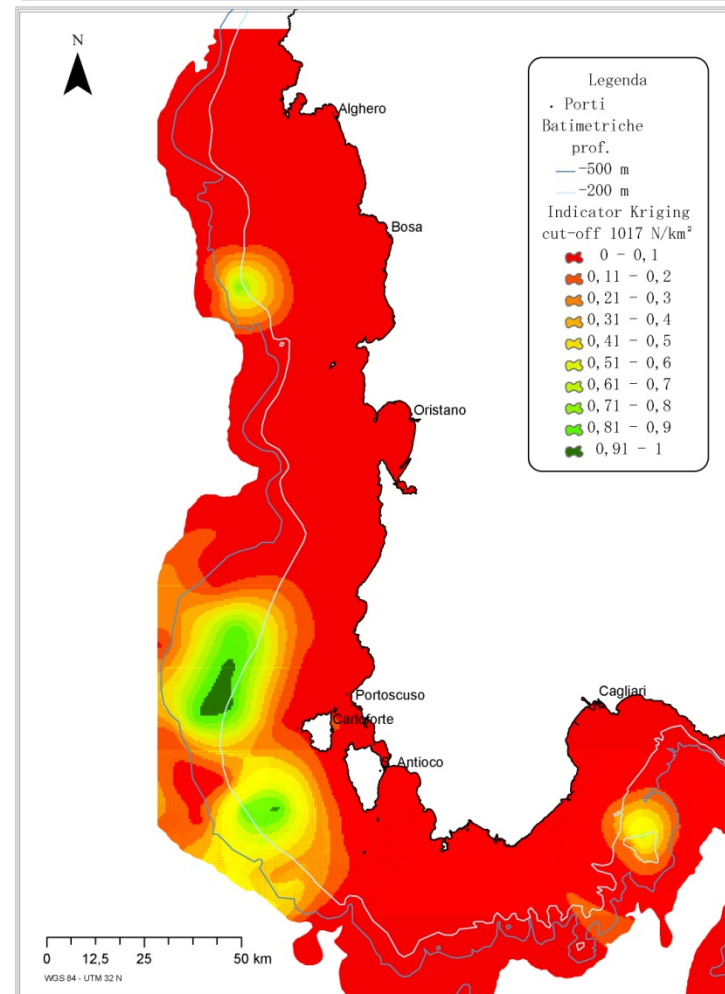 N
Alghero
Bosa
Oristano
Portoscuso
Carloforte
S. Antioco
Cagliari
Legenda
Porti
Batimetriche
prof.
-500 m
-200 m
Indicator Kriging
cut-off 1017 N/km²
0 - 0,1
0,11 - 0,2
0,21 - 0,3
0,31 - 0,4
0,41 - 0,5
0,51 - 0,6
0,61 - 0,7
0,71 - 0,8
0,81 - 0,9
0,91 - 1
0 12,5 25 50 km
WGS 84 - UTM 32 N